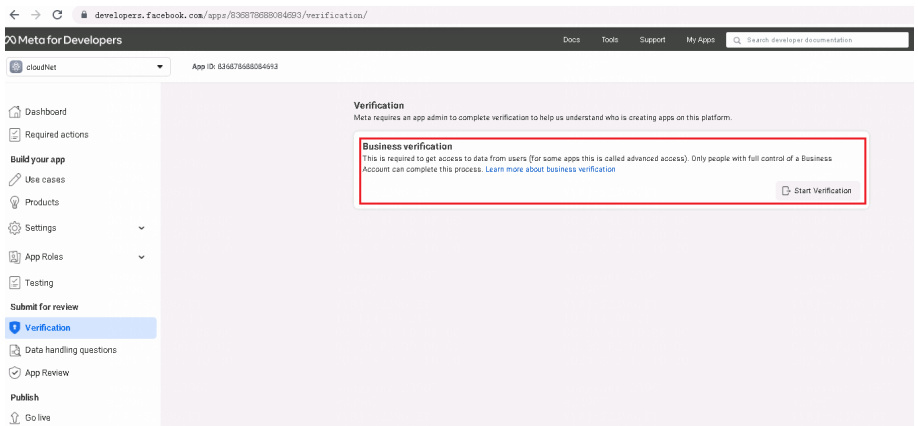 developers.facebook.com/apps/836878688084693/verification/
Meta for Developers
Docs Tools Support My Apps Search developer documentation
cloudNet App ID: 836878688084693
Dashboard
Required actions
Build your app
Use cases
Products
Settings
App Roles
Testing
Submit for review
Verification
Data handling questions
App Review
Publish
Go live
Verification
Meta requires an app admin to complete verification to help us understand who is creating apps on this platform.
Business verification
This is required to get access to data from users (for some apps this is called advanced access). Only people with full control of a Business
Account can complete this process. Learn more about business verification
Start Verification